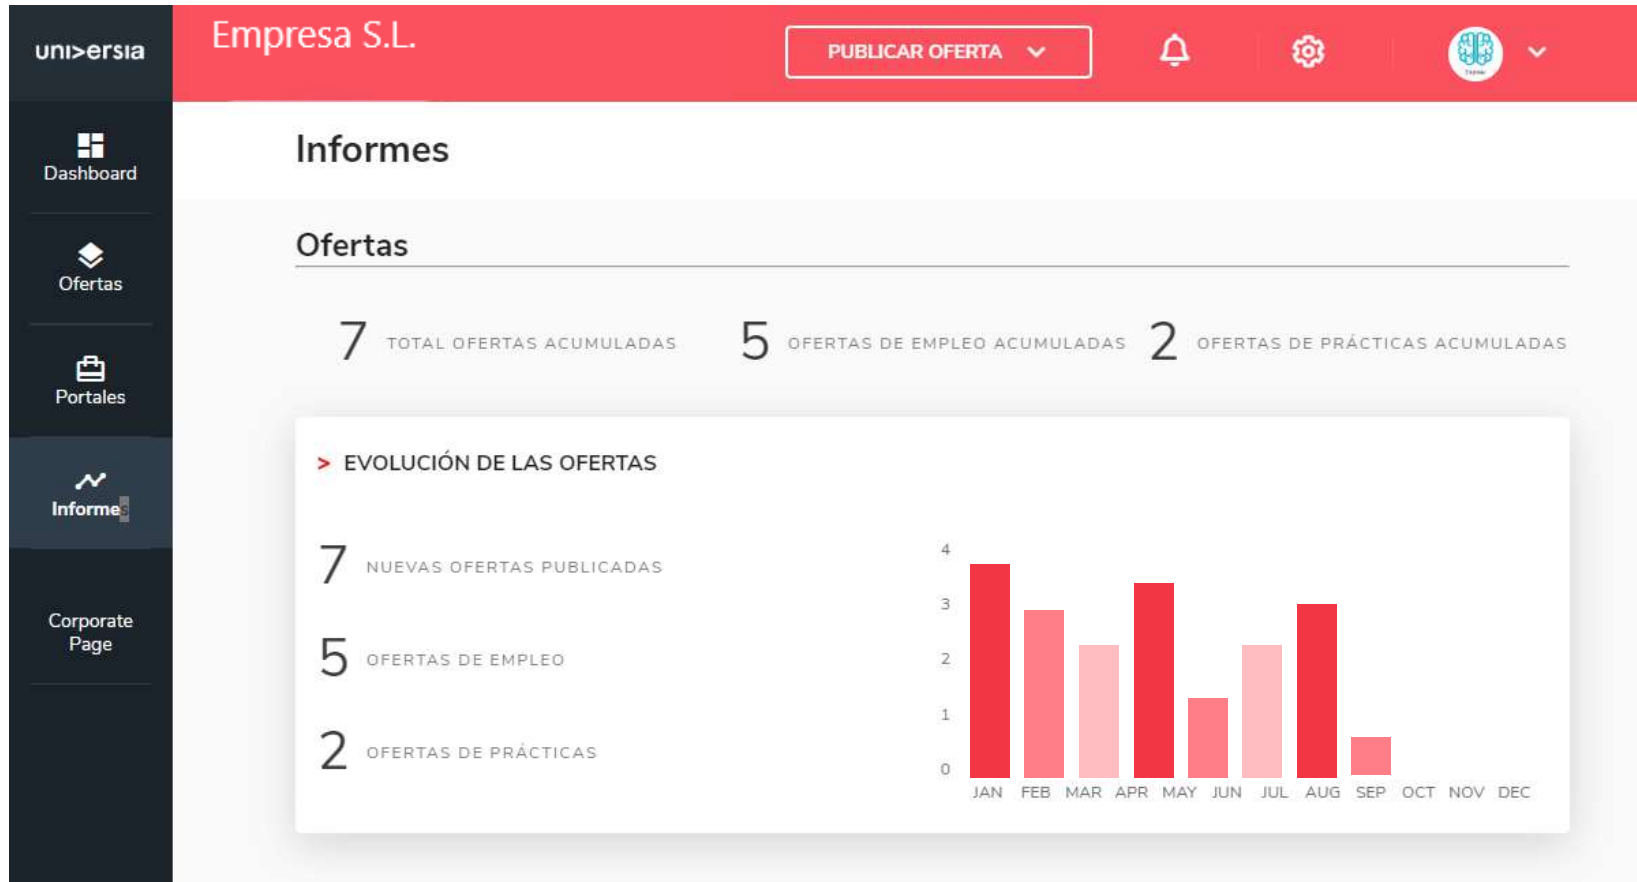 unı>ersıa
Empresa S.L.
PUBLICAR OFERTA
Dashboard
Ofertas
Portales
Informes
Corporate
Page
Informes
Ofertas
7 TOTAL OFERTAS ACUMULADAS
5 OFERTAS DE EMPLEO ACUMULADAS
2 OFERTAS DE PRÁCTICAS ACUMULADAS
> EVOLUCIÓN DE LAS OFERTAS
7 NUEVAS OFERTAS PUBLICADAS
5 OFERTAS DE EMPLEO
2 OFERTAS DE PRÁCTICAS
4
3
2
1
0
JAN FEB MAR APR MAY JUN JUL AUG SEP OCT NOV DEC